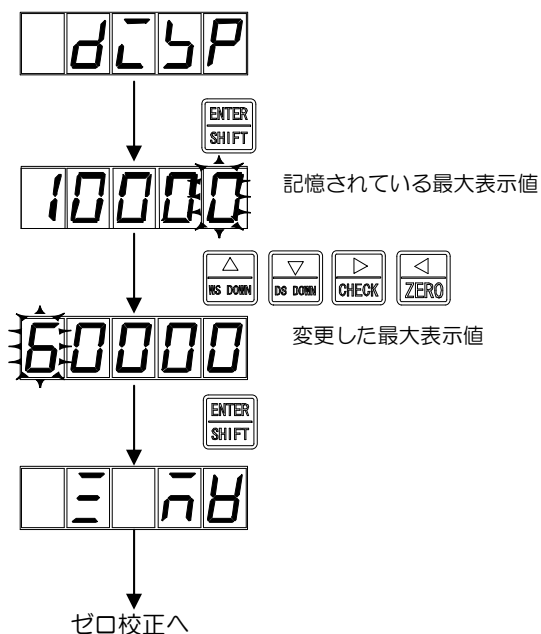 diSP
ENTER
SHIFT
10000
記憶されている最大表示値
△ ▽ ▷ ◁
WS DOWN DS DOWN CHECK ZERO
変更した最大表示値
60000
ENTER
SHIFT
ゼロ校正へ